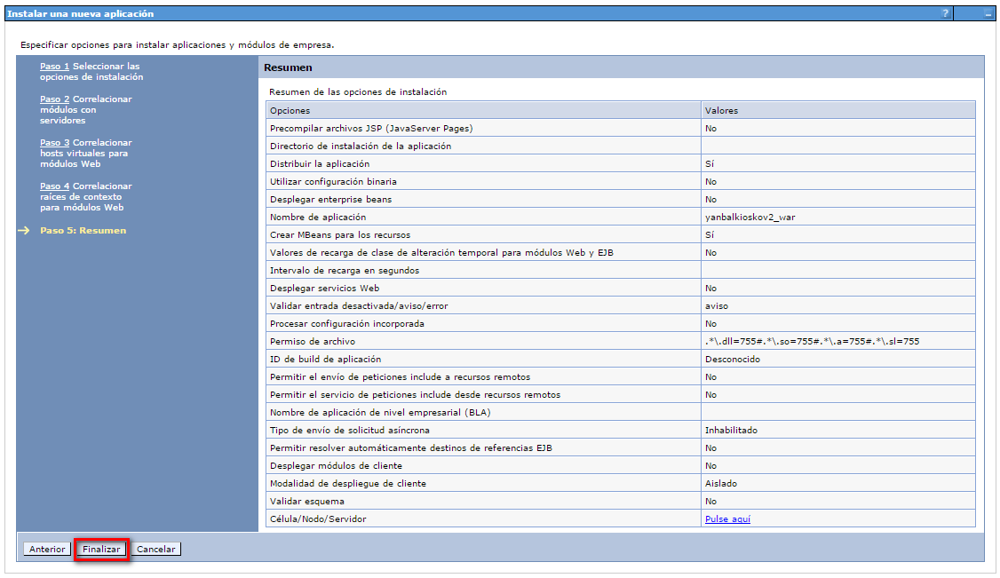 Instalar una nueva aplicación
?
Especificar opciones para instalar aplicaciones y módulos de empresa.
Paso 1 Seleccionar las
opciones de instalación
Paso 2 Correlacionar
módulos con
servidores
Paso 3 Correlacionar
hosts virtuales para
módulos Web
Paso 4 Correlacionar
raíces de contexto
para módulos Web
Paso 5: Resumen
Resumen
Resumen de las opciones de instalación
Opciones Valores
Precompilar archivos JSP (JavaServer Pages) No
Directorio de instalación de la aplicación
Distribuir la aplicación Sí
Utilizar configuración binaria No
Desplegar enterprise beans No
Nombre de aplicación yanbalkioskov2_war
Crear MBeans para los recursos Sí
Valores de recarga de clase de alteración temporal para módulos Web y EJB No
Intervalo de recarga en segundos
Desplegar servicios Web No
Validar entrada desactivada/aviso/error aviso
Procesar configuración incorporada No
Permiso de archivo .*\.dll=755#.*\.so=755#.*\.a=755#.*\.sl=755
ID de build de aplicación Desconocido
Permitir el envío de peticiones include a recursos remotos No
Permitir el servicio de peticiones include desde recursos remotos No
Nombre de aplicación de nivel empresarial (BLA)
Tipo de envío de solicitud asíncrona Inhabilitado
Permitir resolver automáticamente destinos de referencias EJB No
Desplegar módulos de cliente No
Modalidad de despliegue de cliente Aislado
Validar esquema No
Célula/Nodo/Servidor Pulse aquí
Anterior Finalizar Cancelar